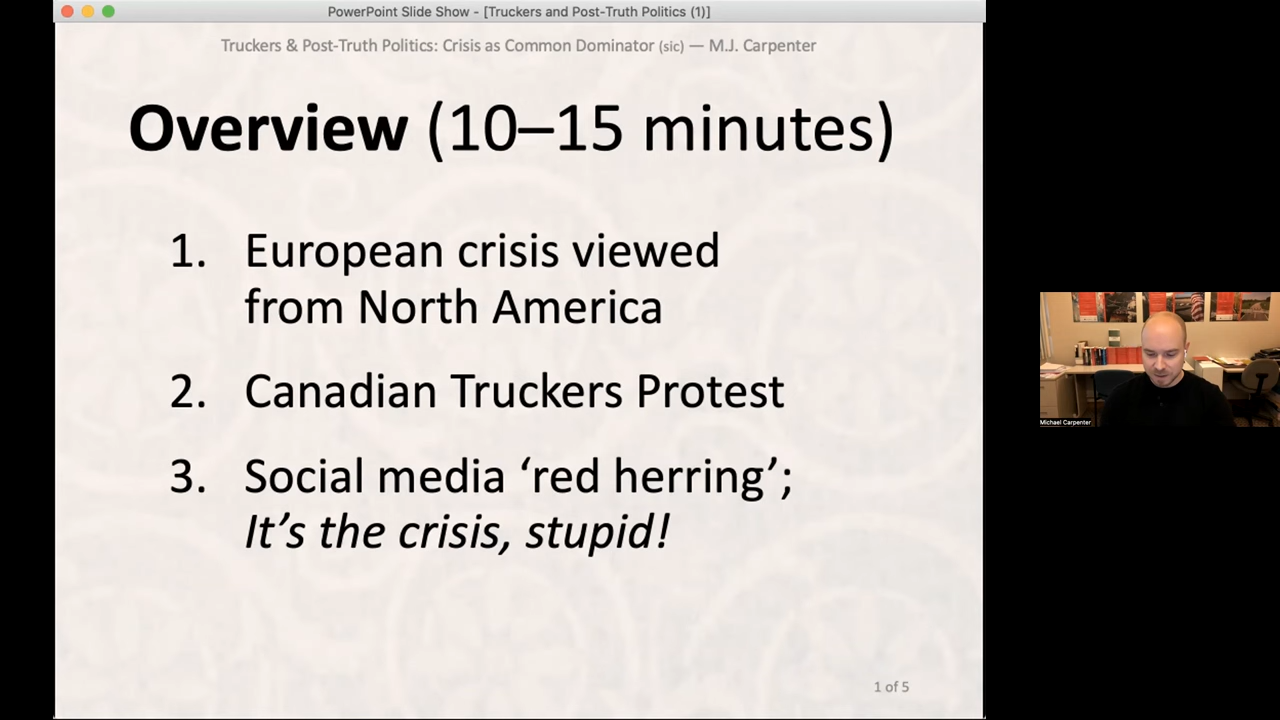 PowerPoint Slide Show - [Truckers and Post-Truth Politics (1)]
Truckers & Post-Truth Politics: Crisis as Common Dominator (sic) — M.J. Carpenter
Overview (10–15 minutes)
1. European crisis viewed
from North America
2. Canadian Truckers Protest
3. Social media ‘red herring’;
It’s the crisis, stupid!
1 of 5
Michael Carpenter